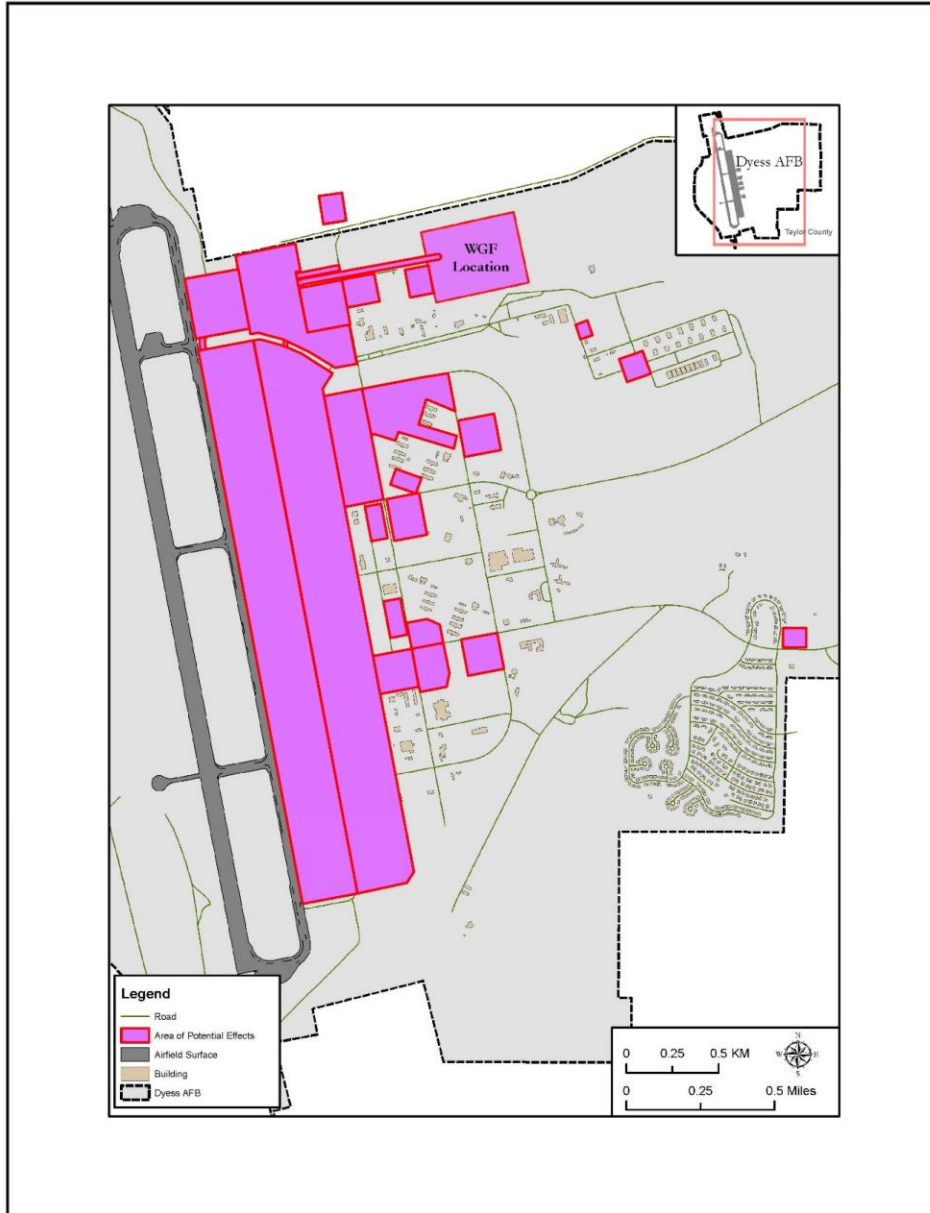 Dyess AFB
Taylor County
WGF
Location
Legend
Road
Area of Potential Effects
Airfield Surface
Building
Dyess AFB
0 0.25 0.5 KM
0 0.25 0.5 Miles
N
W E
S